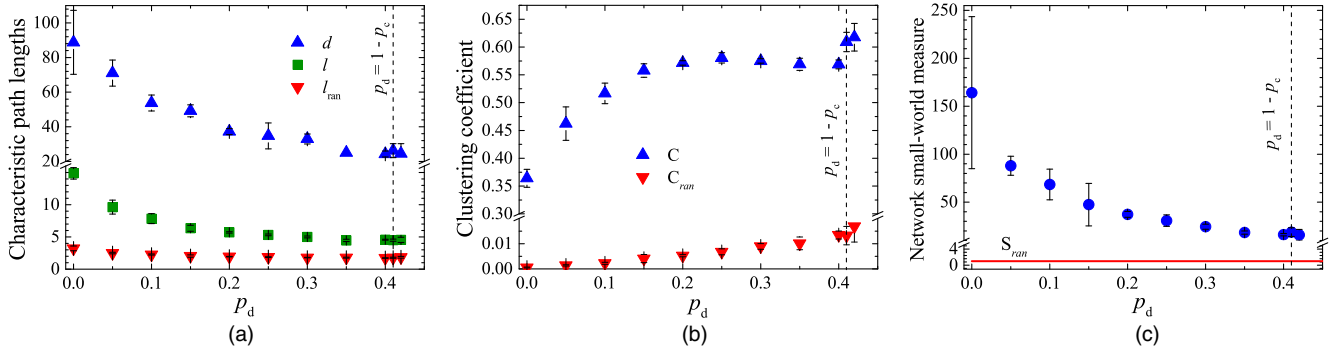 Characteristic path lengths
100
80
60
40
20
10
5
0
d
l
l_ran
p_d = 1 - p_c
0.0 0.1 0.2 0.3 0.4
p_d
(a)
Clustering coefficient
0.65
0.60
0.55
0.50
0.45
0.40
0.35
0.30
0.01
0.00
C
C_ran
p_d = 1 - p_c
0.0 0.1 0.2 0.3 0.4
p_d
(b)
Network small-world measure
250
200
150
100
50
4
0
S_ran
p_d = 1 - p_c
0.0 0.1 0.2 0.3 0.4
p_d
(c)